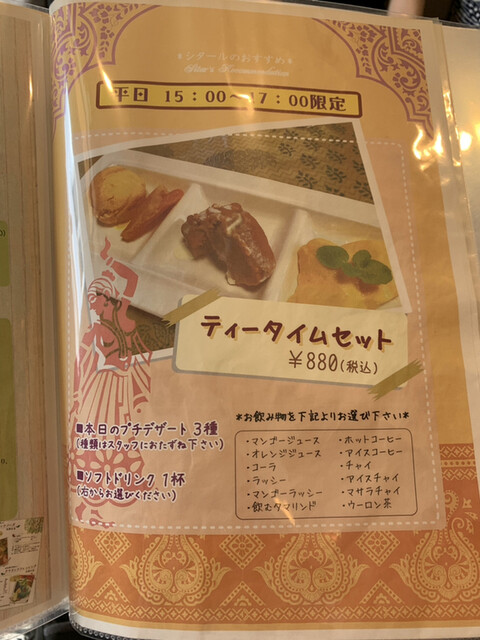 *シタールのおすすめ*
Sitar's Recommendation
平日 15:00〜17:00限定
ティータイムセット
¥880(税込)
■本日のプチデザート 3種
(種類はスタッフにおたずね下さい)
■ソフトドリンク 1杯
(右からお選びください)
*お飲み物を下記よりお選び下さい*
・マンゴージュース
・オレンジジュース
・コーラ
・ラッシー
・マンゴーラッシー
・飲むタマリンド
・ホットコーヒー
・アイスコーヒー
・チャイ
・アイスチャイ
・マサラチャイ
・ウーロン茶